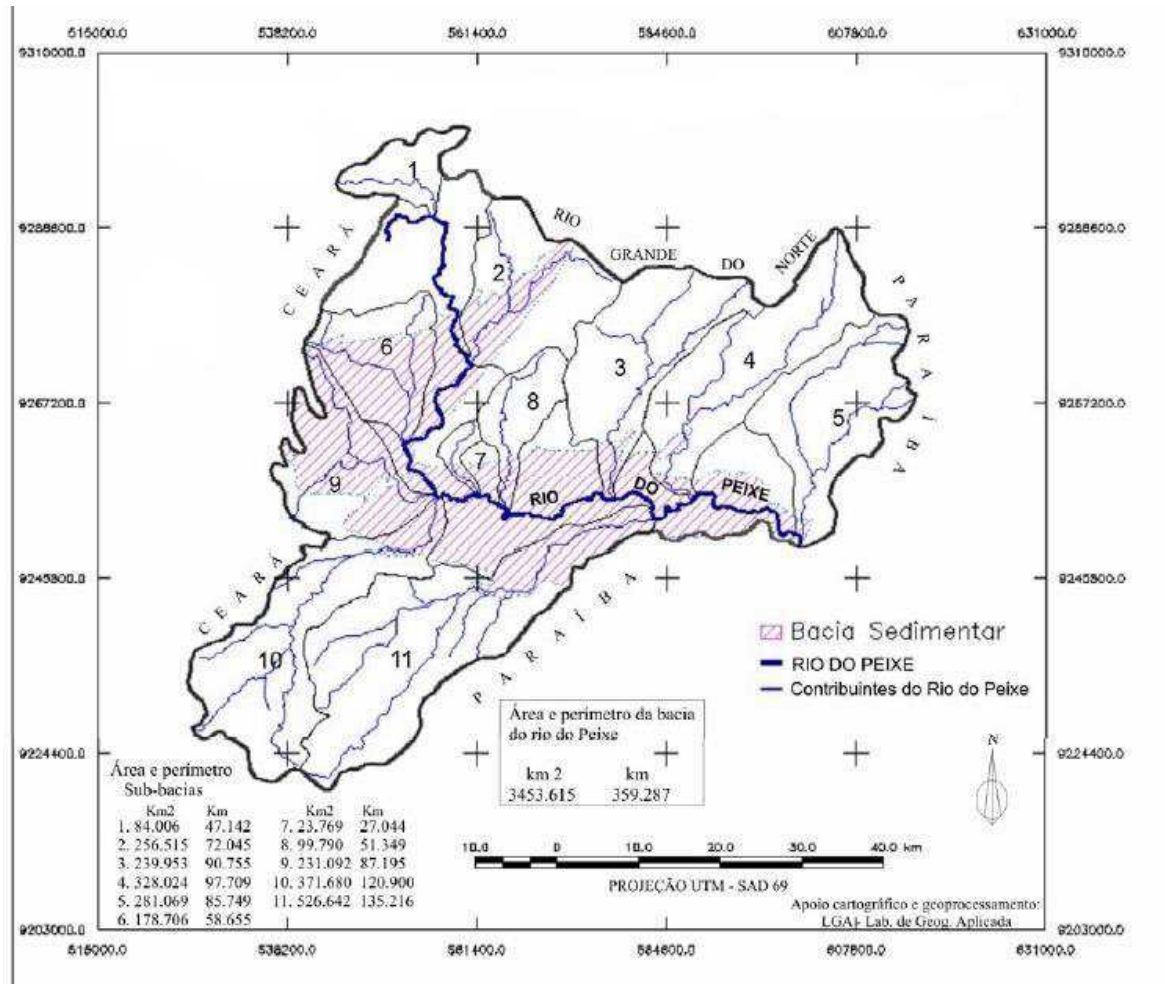 515000.0 538200.0 561400.0 584600.0 607800.0 631000.0
9310000.0 9310000.0
1
RIO
GRANDE DO NORTE
9288600.0 9288600.0
CEARÁ
2
PARAÍBA
6 3 4
9267200.0 9267200.0
8 5
7
9 RIO DO PEIXE
9245800.0 9245800.0
CEARÁ
PARAÍBA
10 11
Bacia Sedimentar
RIO DO PEIXE
Contribuintes do Rio do Peixe
Área e perímetro da bacia
do rio do Peixe
km 2 km
3453.615 359.287
N
9224400.0 9224400.0
Área e perímetro
Sub-bacias
Km2 Km Km2 Km
1. 84.006 47.142 7. 23.769 27.044
2. 256.515 72.045 8. 99.790 51.349
3. 239.953 90.755 9. 231.092 87.195
4. 328.024 97.709 10. 371.680 120.900
5. 281.069 85.749 11. 526.642 135.216
6. 178.706 58.655
10.0 0 10.0 20.0 30.0 40.0 km
PROJEÇÃO UTM - SAD 69
Apoio cartográfico e geoprocessamento:
LGA- Lab. de Geog. Aplicada
9203000.0 9203000.0
515000.0 538200.0 561400.0 584600.0 607800.0 631000.0